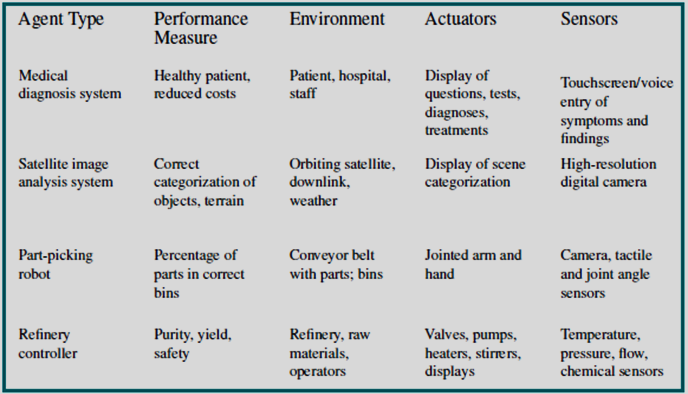 Agent Type Performance Measure Environment Actuators Sensors
Medical diagnosis system
Healthy patient, reduced costs
Patient, hospital, staff
Display of questions, tests, diagnoses, treatments
Touchscreen/voice entry of symptoms and findings
Satellite image analysis system
Correct categorization of objects, terrain
Orbiting satellite, downlink, weather
Display of scene categorization
High-resolution digital camera
Part-picking robot
Percentage of parts in correct bins
Conveyor belt with parts; bins
Jointed arm and hand
Camera, tactile and joint angle sensors
Refinery controller
Purity, yield, safety
Refinery, raw materials, operators
Valves, pumps, heaters, stirrers, displays
Temperature, pressure, flow, chemical sensors